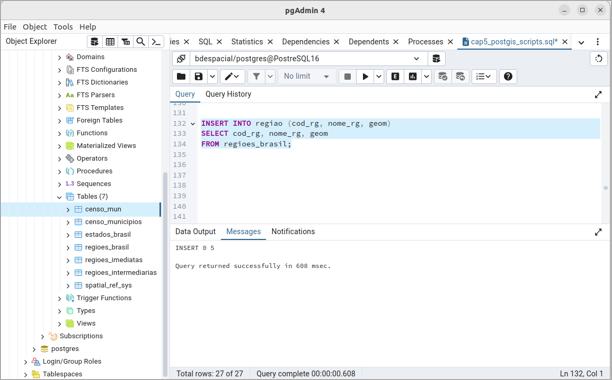 pgAdmin 4
File Object Tools Help
Object Explorer
ies SQL Statistics Dependencies Dependents Processes cap5_postgis_scripts.sql*
bdespacial/postgres@PostreSQL16
No limit
Query Query History
Domains
FTS Configurations
FTS Dictionaries
FTS Parsers
FTS Templates
Foreign Tables
Functions
Materialized Views
Operators
Procedures
Sequences
Tables (7)
censo_mun
censo_municipios
estados_brasil
regioes_brasil
regioes_imediatas
regioes_intermediarias
spatial_ref_sys
Trigger Functions
Types
Views
Subscriptions
postgres
Login/Group Roles
Tablespaces
131
132 INSERT INTO regiao (cod_rg, nome_rg, geom)
133 SELECT cod_rg, nome_rg, geom
134 FROM regioes_brasil;
135
136
137
138
139
140
141
Data Output Messages Notifications
INSERT 0 5
Query returned successfully in 608 msec.
Total rows: 27 of 27 Query complete 00:00:00.608 Ln 132, Col 1